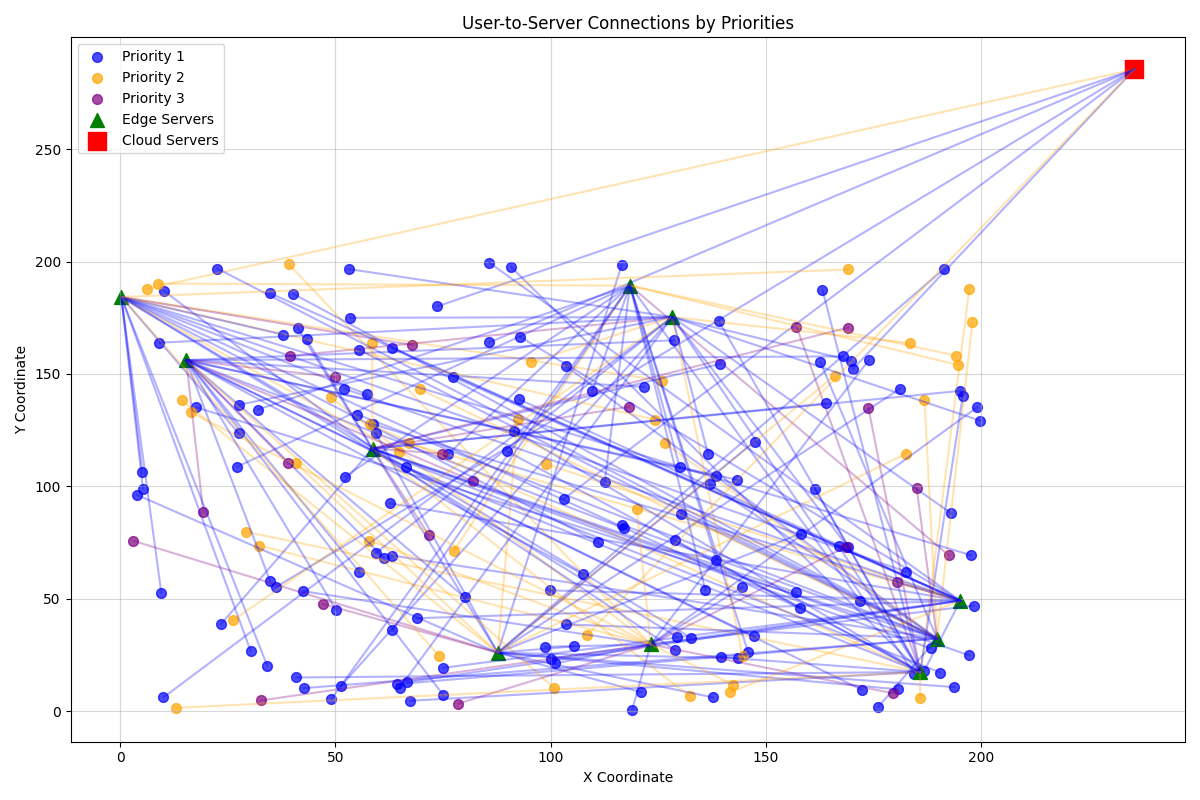 User-to-Server Connections by Priorities
Priority 1
Priority 2
Priority 3
Edge Servers
Cloud Servers
Y Coordinate
250
200
150
100
50
0
0 50 100 150 200
X Coordinate